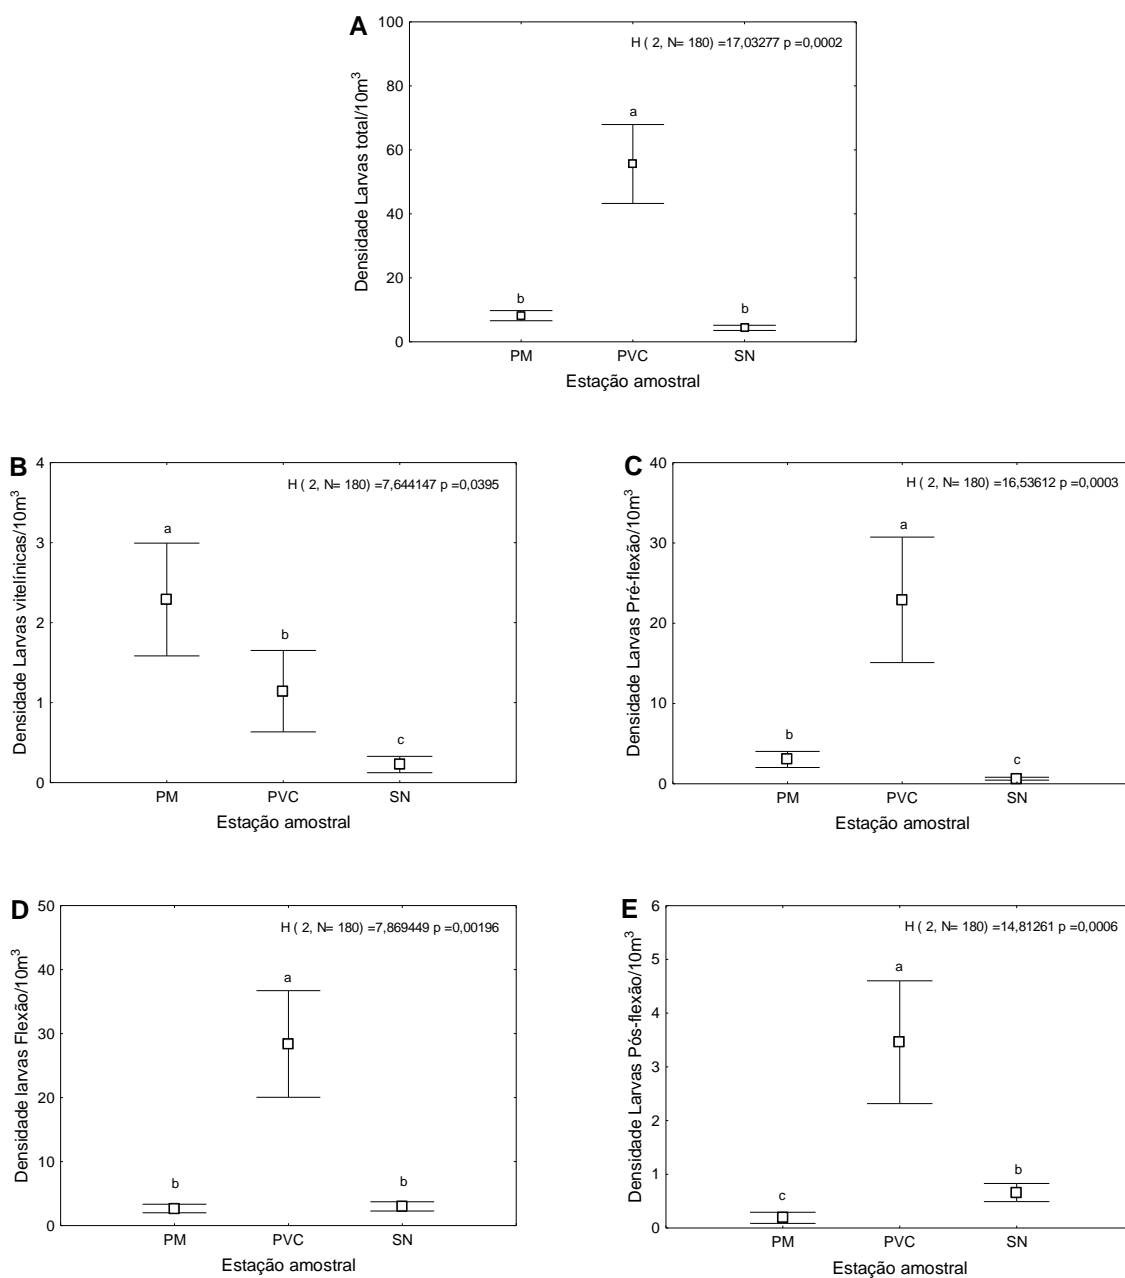 A
H ( 2, N= 180) =17,03277 p =0,0002
Densidade Larvas total/10m³
100
80
60
40
20
0
b
a
b
PM PVC SN
Estação amostral
B
H ( 2, N= 180) =7,644147 p =0,0395
Densidade Larvas vitelínicas/10m³
4
3
2
1
0
a
b
c
PM PVC SN
Estação amostral
C
H ( 2, N= 180) =16,53612 p =0,0003
Densidade Larvas Pré-flexão/10m³
40
30
20
10
0
b
a
c
PM PVC SN
Estação amostral
D
H ( 2, N= 180) =7,869449 p =0,00196
Densidade larvas Flexão/10m³
50
40
30
20
10
0
b
a
b
PM PVC SN
Estação amostral
E
H ( 2, N= 180) =14,81261 p =0,0006
Densidade Larvas Pós-flexão/10m³
6
5
4
3
2
1
0
c
a
b
PM PVC SN
Estação amostral